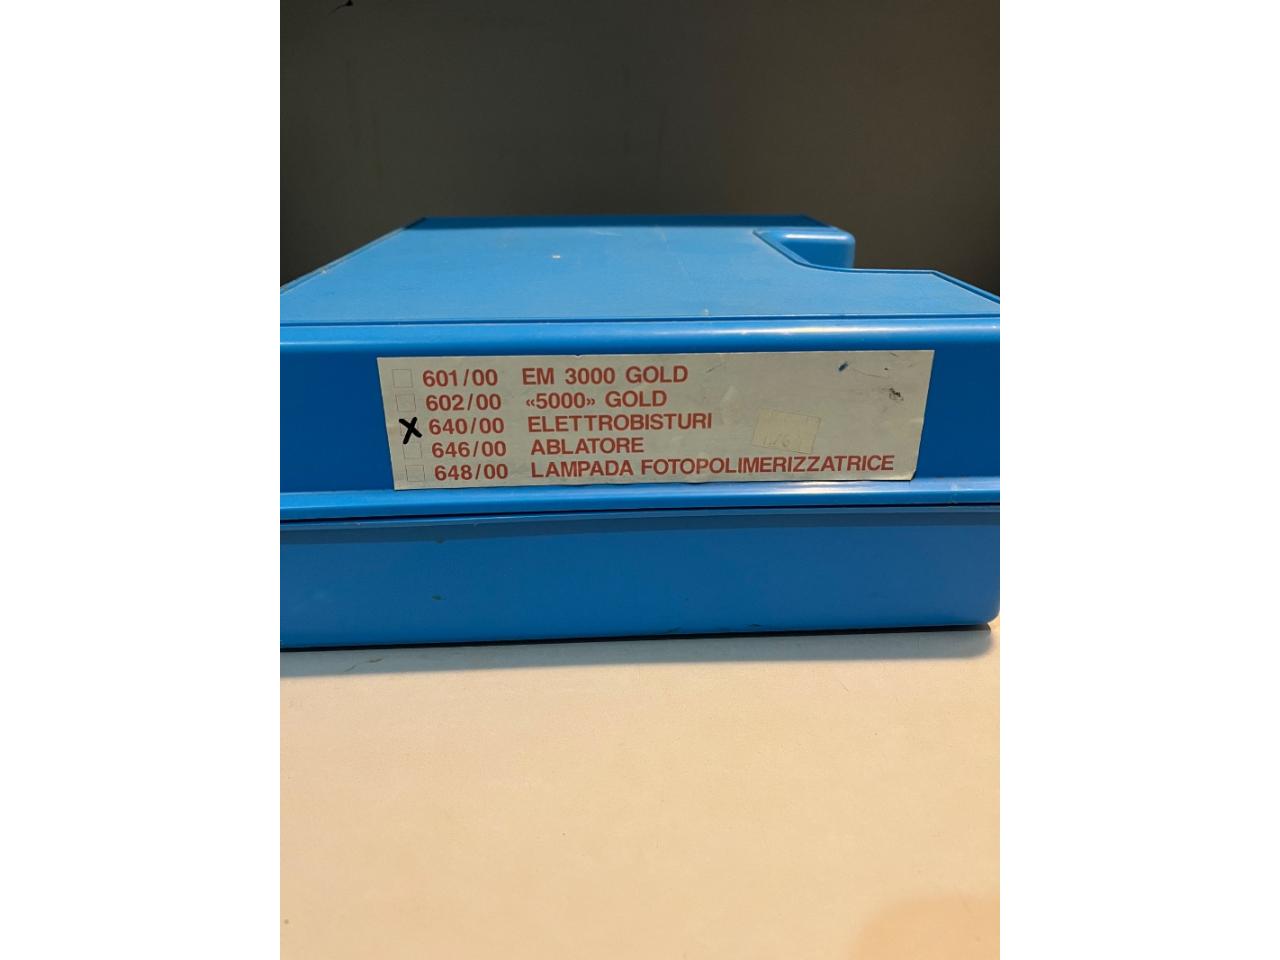 601/00 EM 3000 GOLD
602/00 «5000» GOLD
X 640/00 ELETTROBISTURI
646/00 ABLATORE
648/00 LAMPADA FOTOPOLIMERIZZATRICE